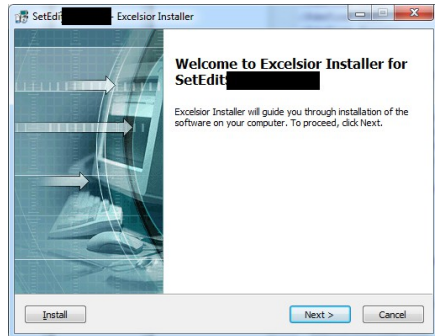 SetEdi - Excelsior Installer
Welcome to Excelsior Installer for
SetEdit
Excelsior Installer will guide you through installation of the
software on your computer. To proceed, click Next.
Install
Next >
Cancel